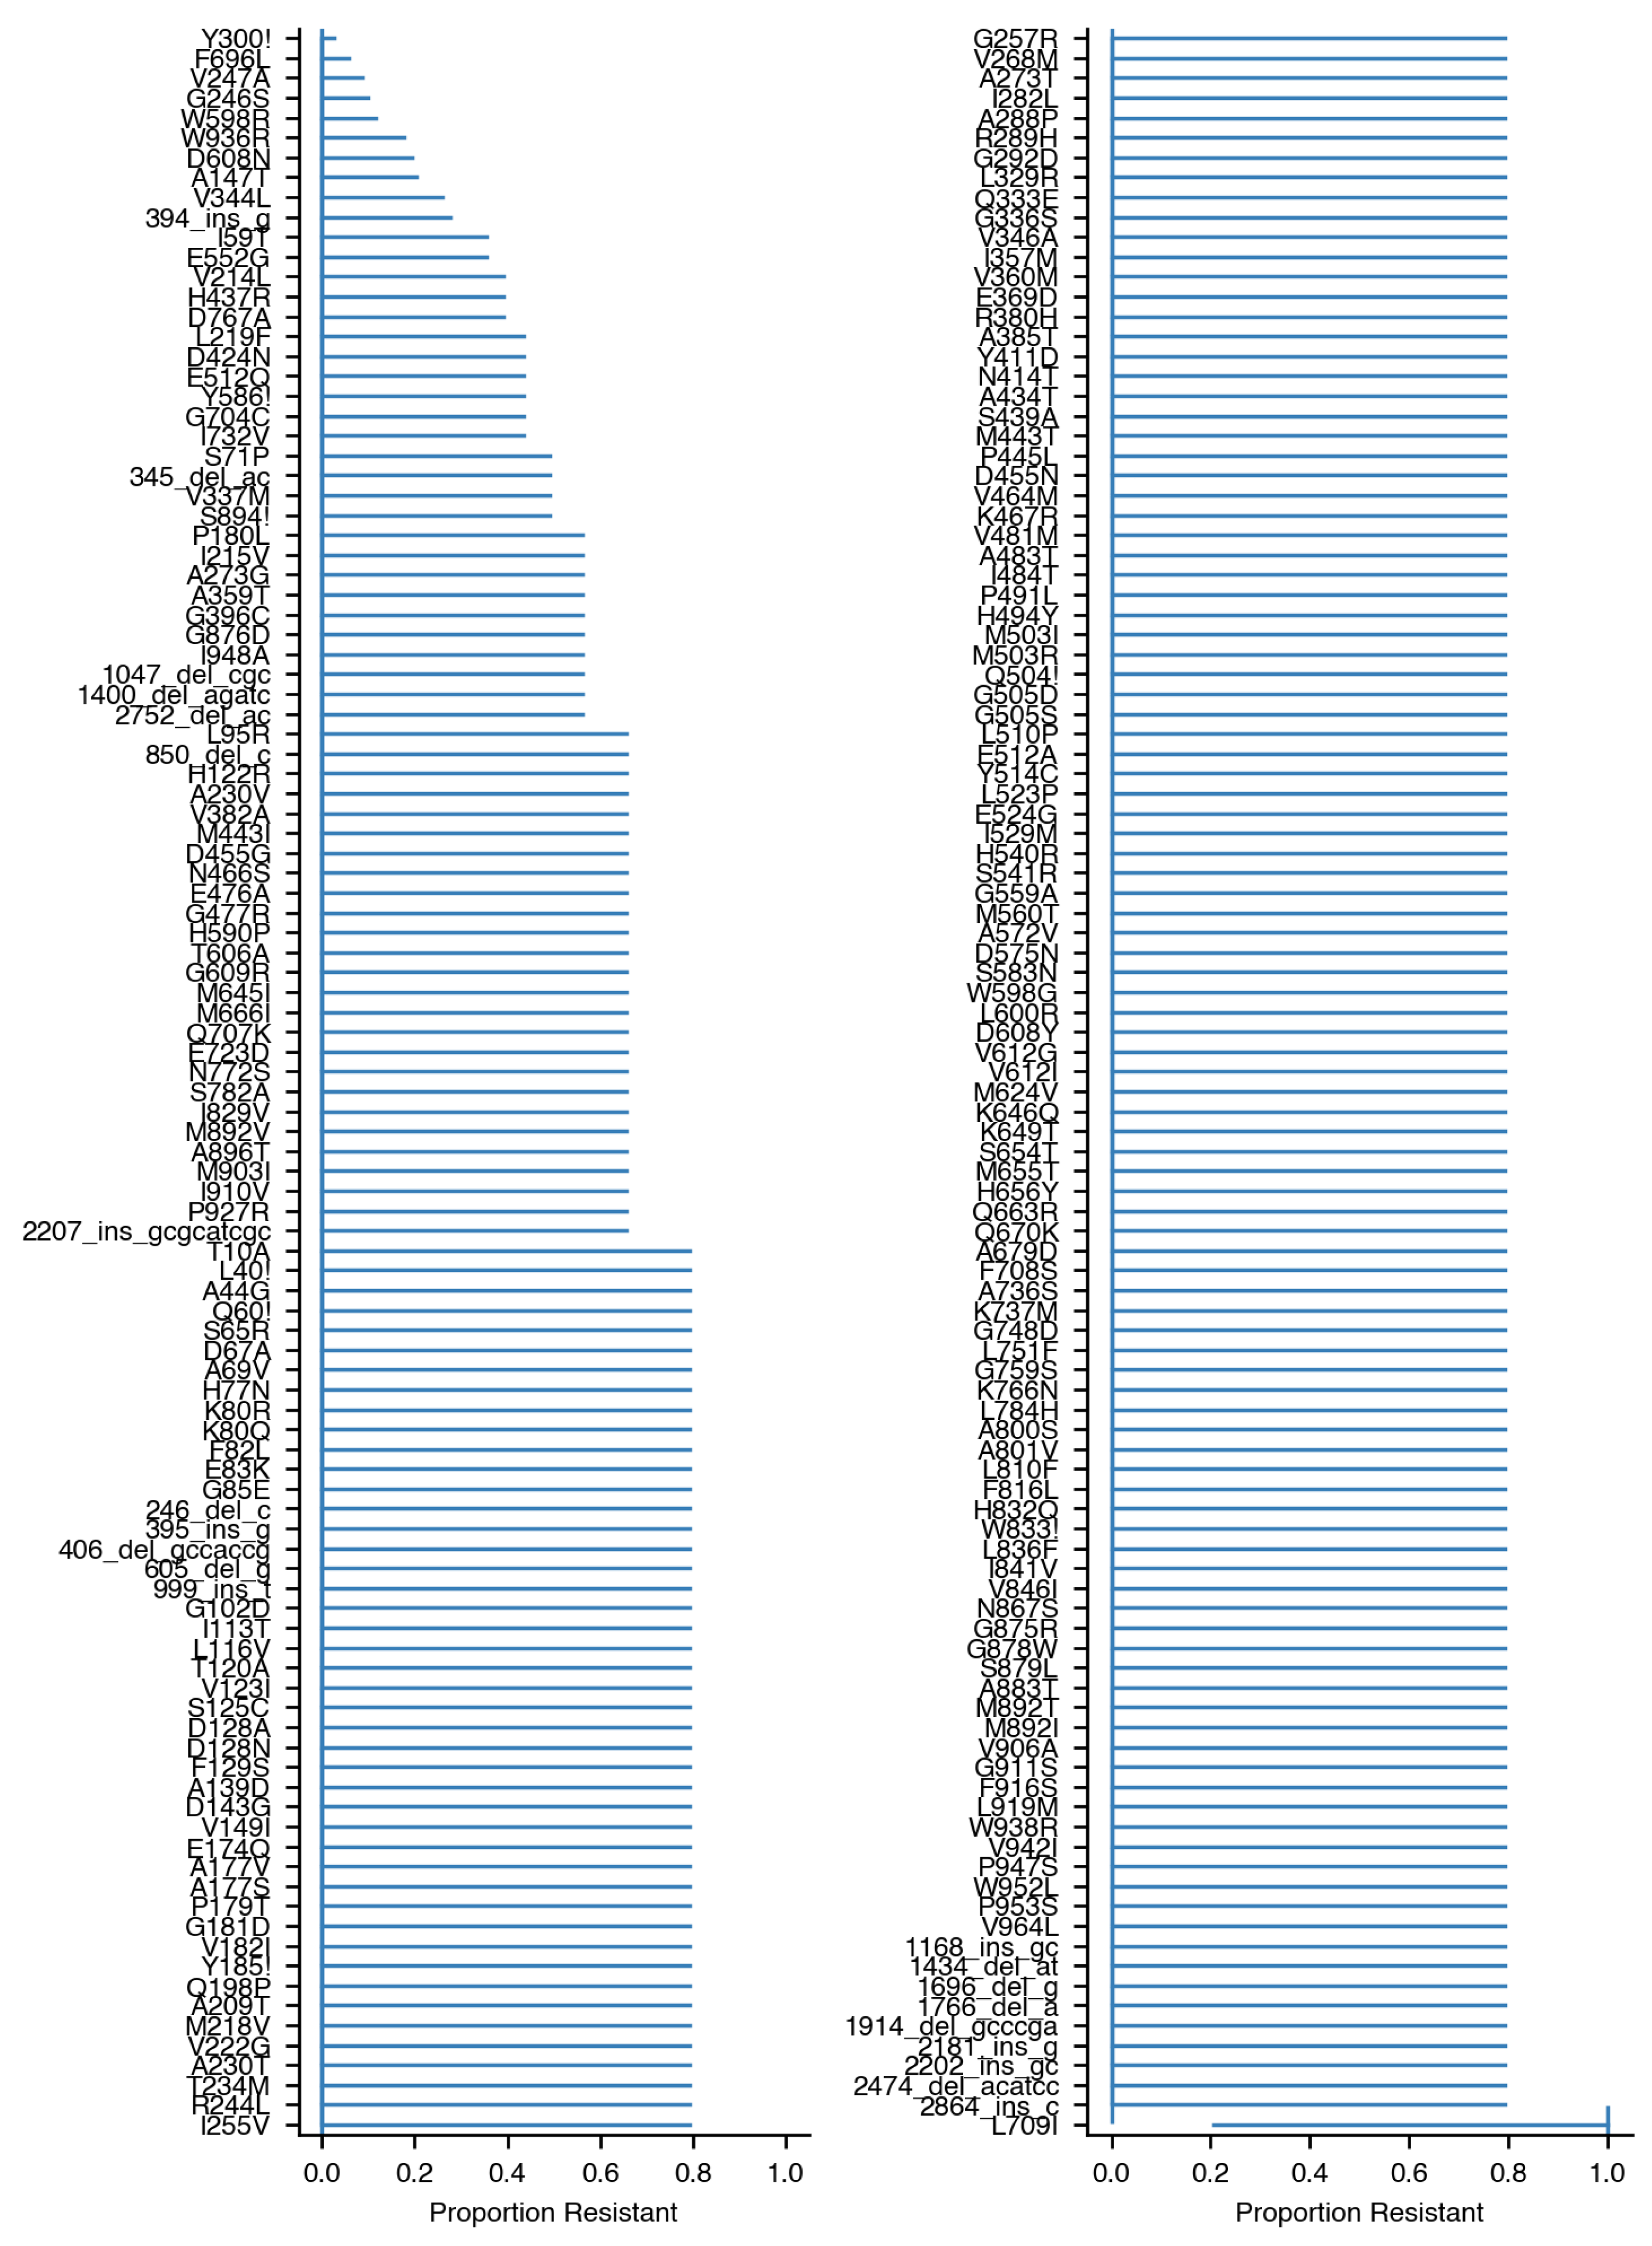 Y300!
F696L
V247A
G246S
W598R
W936R
D608N
A147T
V344L
394_ins_g
I59T
E552G
V214L
H437R
D767A
L219F
D424N
E512Q
Y586!
G704C
I732V
S71P
345_del_ac
V337M
S894!
P180L
I215V
A273G
A359T
G396C
G876D
I948A
1047_del_cgc
1400_del_agatc
2752_del_ac
L95R
850_del_c
H122R
A230V
V382A
M443I
D455G
N466S
E476A
G477R
H590P
T606A
G609R
M645I
M666I
Q707K
E723D
N772S
S782A
I829V
M892V
A896T
M903I
I910V
P927R
2207_ins_gcgcatcgc
T10A
L40!
A44G
Q60!
S65R
D67A
A69V
H77N
K80R
K80Q
F82L
E83K
G85E
246_del_c
395_ins_g
406_del_gccaccg
605_del_g
999_ins_t
G102D
I113T
L116V
T120A
V123I
S125C
D128A
D128N
F129S
A139D
D143G
V149I
E174Q
A177V
A177S
P179T
G181D
V182I
Y185!
Q198P
A209T
M218V
V222G
A230T
T234M
R244L
I255V
0.0 0.2 0.4 0.6 0.8 1.0
Proportion Resistant
G257R
V268M
A273T
I282L
A288P
R289H
G292D
L329R
Q333E
G336S
V346A
I357M
V360M
E369D
R380H
A385T
Y411D
N414T
A434T
S439A
M443T
P445L
D455N
V464M
K467R
V481M
A483T
I484T
P491L
H494Y
M503I
M503R
Q504!
G505D
G505S
L510P
E512A
Y514C
L523P
E524G
I529M
H540R
S541R
G559A
M560T
A572V
D575N
S583N
W598G
L600R
D608Y
V612G
V612I
M624V
K646Q
K649T
S654T
M655T
H656Y
Q663R
Q670K
A679D
F708S
A736S
K737M
G748D
L751F
G759S
K766N
L784H
A800S
A801V
L810F
F816L
H832Q
W833!
L836F
I841V
V846I
N867S
G875R
G878W
S879L
A883T
M892T
M892I
V906A
G911S
F916S
L919M
W938R
V942I
P947S
W952L
P953S
V964L
1168_ins_gc
1434_del_at
1696_del_g
1766_del_a
1914_del_gcccga
2181_ins_g
2202_ins_gc
2474_del_acatcc
2864_ins_c
L709I
0.0 0.2 0.4 0.6 0.8 1.0
Proportion Resistant